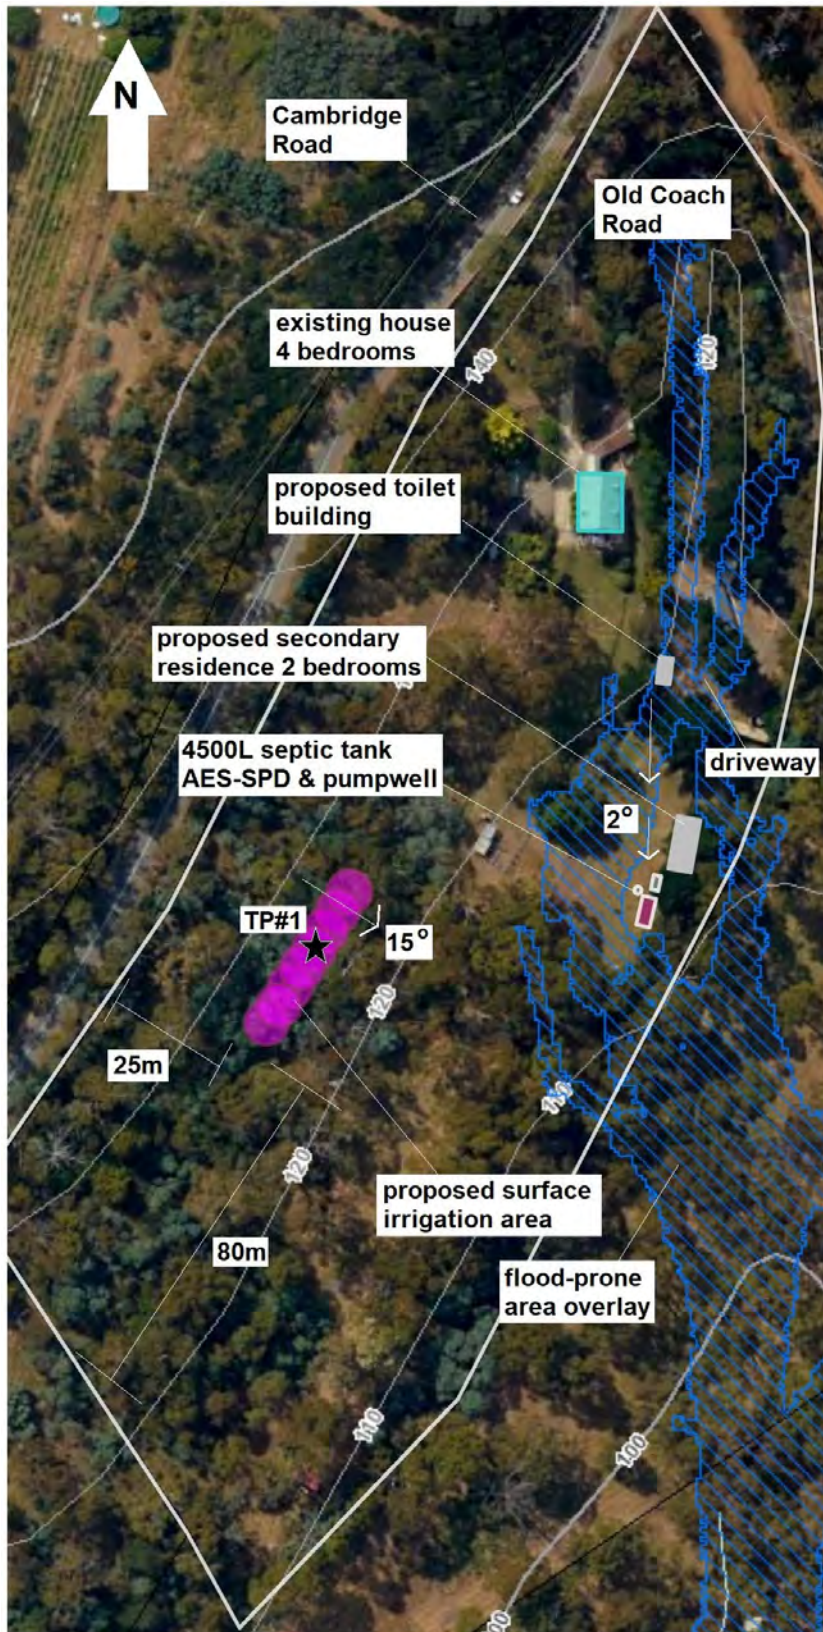 N
Cambridge
Road
Old Coach
Road
existing house
4 bedrooms
140
120
proposed toilet
building
proposed secondary
residence 2 bedrooms
4500L septic tank
AES-SPD & pumpwell
driveway
2°
TP#1
15°
120
25m
110
120
proposed surface
irrigation area
80m
flood-prone
area overlay
110
100